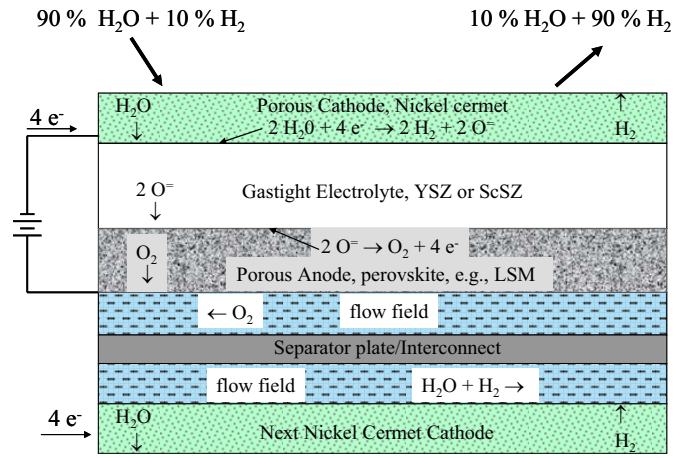 90 % H₂O + 10 % H₂
10 % H₂O + 90 % H₂
H₂O
Porous Cathode, Nickel cermet
↑
4 e⁻
↓
2 H₂0 + 4 e⁻ → 2 H₂ + 2 O⁼
H₂
Gastight Electrolyte, YSZ or ScSZ
2 O⁼
↓
2 O⁼ → O₂ + 4 e⁻
O₂
↓
Porous Anode, perovskite, e.g., LSM
← O₂
flow field
Separator plate/Interconnect
flow field
H₂O + H₂ →
4 e⁻
H₂O
↓
Next Nickel Cermet Cathode
↑
H₂